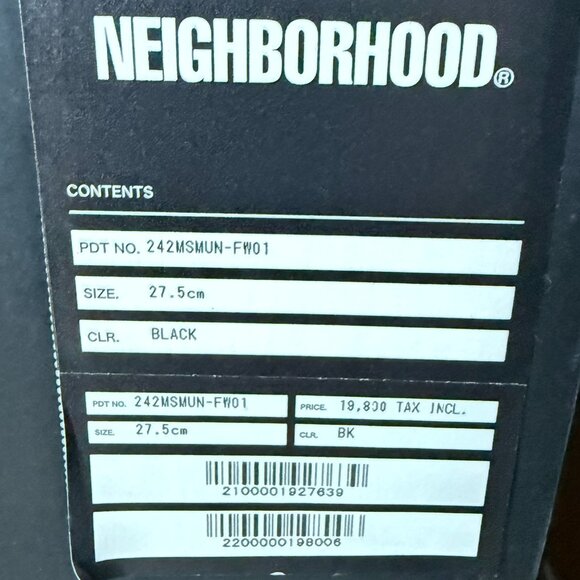 NEIGHBORHOOD®
CONTENTS
PDT NO. 242MSMUN-FW01
SIZE. 27.5cm
CLR. BLACK
PDT NO. 242MSMUN-FW01 PRICE. 19,800 TAX INCL.
SIZE. 27.5cm CLR. BK
2100001927639
2200000198006